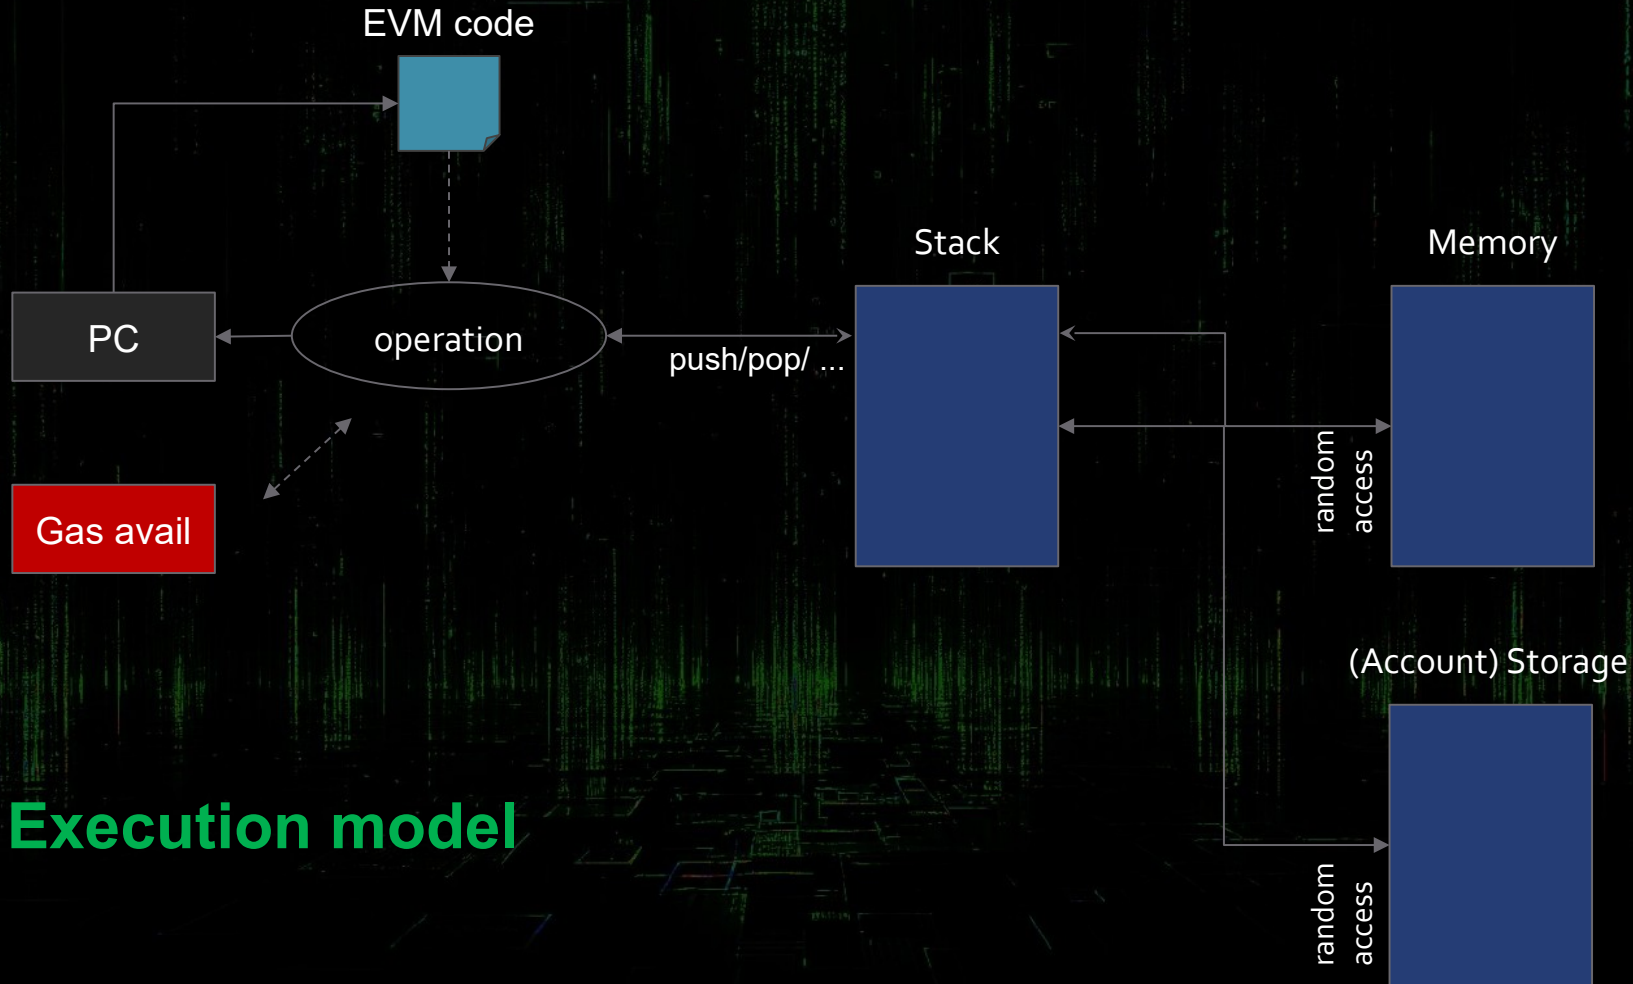 EVM code
Stack
Memory
PC
operation
push/pop/ ...
random
access
Gas avail
(Account) Storage
Execution model
random
access